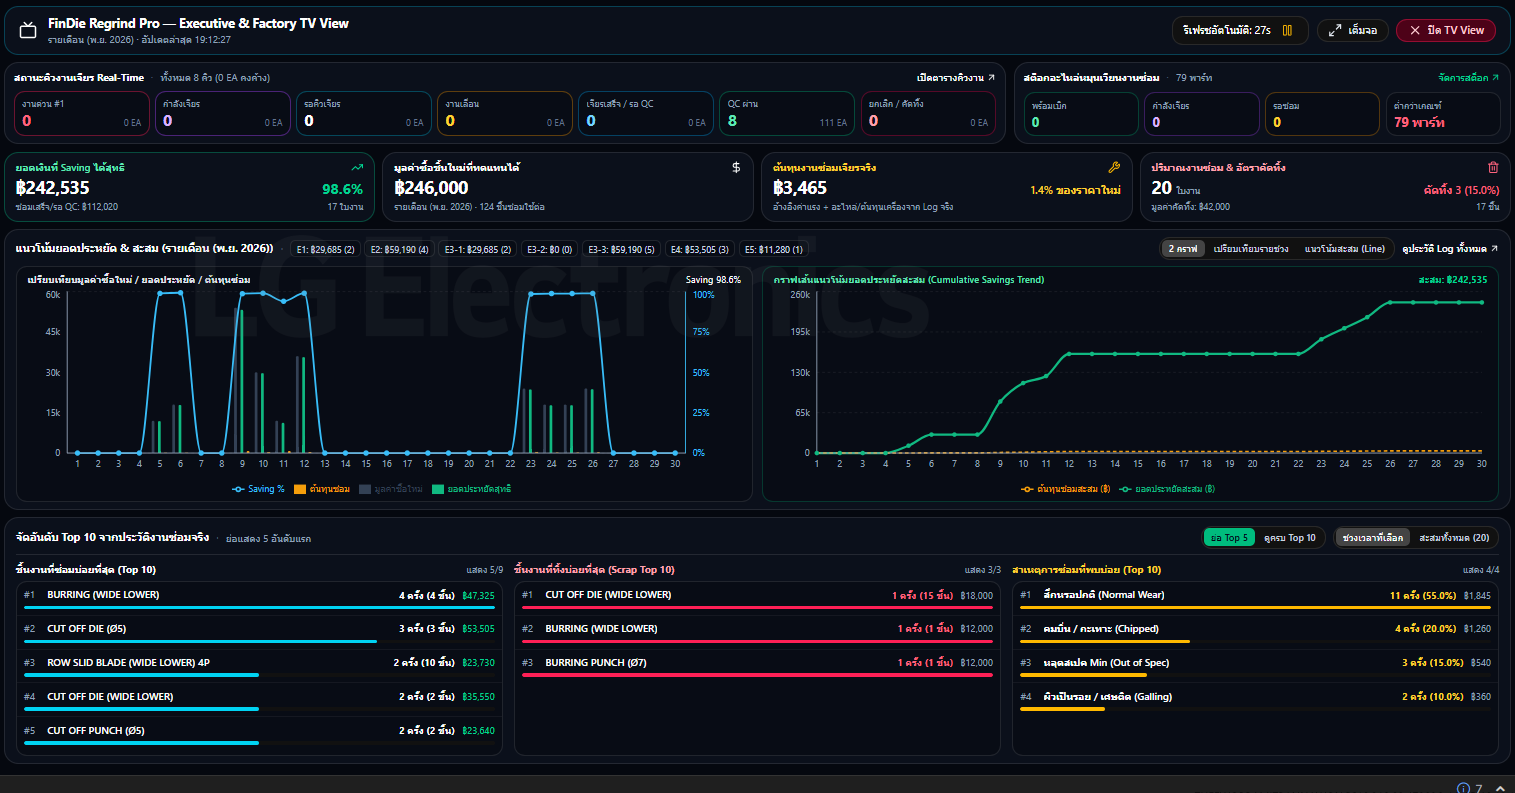 FinDie Regrind Pro — Executive & Factory TV View
รายเดือน (พ.ย. 2026) · อัปเดตล่าสุด 19:12:27
รีเฟรชอัตโนมัติ: 27s
เต็มจอ
ปิด TV View
สถานะคิวงานเจียร Real-Time · ทั้งหมด 8 คิว (0 EA คงค้าง)
เปิดตารางคิวงาน
งานด่วน #1
0
0 EA
กำลังเจียร
0
0 EA
รอคิวเจียร
0
0 EA
งานเลื่อน
0
0 EA
เจียรเสร็จ / รอ QC
0
0 EA
QC ผ่าน
8
111 EA
ยกเลิก / คัดทิ้ง
0
0 EA
สต็อกอะไหล่หมุนเวียนงานซ่อม · 79 พาร์ท
จัดการสต็อก
พร้อมเบิก
0
กำลังเจียร
0
รอซ่อม
0
ต่ำกว่าเกณฑ์
79 พาร์ท
ยอดเงินที่ Saving ได้สุทธิ
฿242,535
98.6%
ซ่อมเสร็จ/รอ QC: ฿112,020
17 ใบงาน
มูลค่าซื้อชิ้นใหม่ที่ทดแทนได้
$
฿246,000
รายเดือน (พ.ย. 2026) · 124 ชิ้นซ่อมใช้ต่อ
ต้นทุนงานซ่อมเจียรจริง
฿3,465
1.4% ของราคาใหม่
อ้างอิงค่าแรง + อะไหล่/ต้นทุนเครื่องจาก Log จริง
ปริมาณงานซ่อม & อัตราคัดทิ้ง
20 ใบงาน
คัดทิ้ง 3 (15.0%)
มูลค่าคัดทิ้ง: ฿42,000
17 ชิ้น
แนวโน้มยอดประหยัด & สะสม (รายเดือน (พ.ย. 2026)) ·
E1: ฿29,685 (2)
E2: ฿59,190 (4)
E3-1: ฿29,685 (2)
E3-2: ฿0 (0)
E3-3: ฿59,190 (5)
E4: ฿53,505 (3)
E5: ฿11,280 (1)
2 กราฟ
เปรียบเทียบรายช่วง
แนวโน้มสะสม (Line)
ดูประวัติ Log ทั้งหมด
LG Electronics
เปรียบเทียบมูลค่าซื้อใหม่ / ยอดประหยัด / ต้นทุนซ่อม
Saving 98.6%
60k
45k
30k
15k
0
100%
75%
50%
25%
0%
1 2 3 4 5 6 7 8 9 10 11 12 13 14 15 16 17 18 19 20 21 22 23 24 25 26 27 28 29 30
Saving %
ต้นทุนซ่อม
มูลค่าซื้อใหม่
ยอดประหยัดสุทธิ
กราฟเส้นแนวโน้มยอดประหยัดสะสม (Cumulative Savings Trend)
สะสม: ฿242,535
260k
195k
130k
65k
0
1 2 3 4 5 6 7 8 9 10 11 12 13 14 15 16 17 18 19 20 21 22 23 24 25 26 27 28 29 30
ต้นทุนซ่อมสะสม (฿)
ยอดประหยัดสะสม (฿)
จัดอันดับ Top 10 จากประวัติงานซ่อมจริง · ย่อแสดง 5 อันดับแรก
ย่อ Top 5
ดูครบ Top 10
ช่วงเวลาที่เลือก
สะสมทั้งหมด (20)
ชิ้นงานที่ซ่อมบ่อยที่สุด (Top 10)
แสดง 5/9
#1 BURRING (WIDE LOWER) 4 ครั้ง (4 ชิ้น) ฿47,325
#2 CUT OFF DIE (Ø5) 3 ครั้ง (3 ชิ้น) ฿53,505
#3 ROW SLID BLADE (WIDE LOWER) 4P 2 ครั้ง (10 ชิ้น) ฿23,730
#4 CUT OFF DIE (WIDE LOWER) 2 ครั้ง (2 ชิ้น) ฿35,550
#5 CUT OFF PUNCH (Ø5) 2 ครั้ง (2 ชิ้น) ฿23,640
ชิ้นงานที่ทิ้งบ่อยที่สุด (Scrap Top 10)
แสดง 3/3
#1 CUT OFF DIE (WIDE LOWER) 1 ครั้ง (15 ชิ้น) ฿18,000
#2 BURRING (WIDE LOWER) 1 ครั้ง (1 ชิ้น) ฿12,000
#3 BURRING PUNCH (Ø7) 1 ครั้ง (1 ชิ้น) ฿12,000
สาเหตุการซ่อมที่พบบ่อย (Top 10)
แสดง 4/4
#1 สึกหรอปกติ (Normal Wear) 11 ครั้ง (55.0%) ฿1,845
#2 คมบิ่น / กะเทาะ (Chipped) 4 ครั้ง (20.0%) ฿1,260
#3 หลุดสเปค Min (Out of Spec) 3 ครั้ง (15.0%) ฿540
#4 ผิวเป็นรอย / เศษติด (Galling) 2 ครั้ง (10.0%) ฿360
7